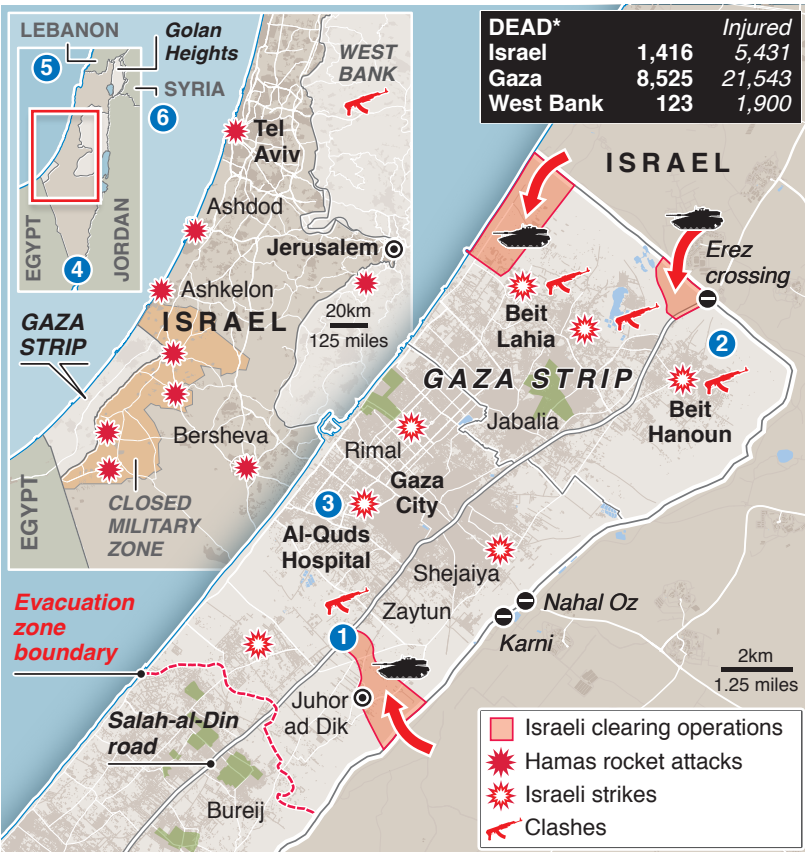 LEBANON
Golan
Heights
5
SYRIA
6
EGYPT
JORDAN
4
WEST
BANK
Tel
Aviv
Ashdod
Jerusalem
Ashkelon
ISRAEL
20km
125 miles
GAZA
STRIP
Bersheva
EGYPT
CLOSED
MILITARY
ZONE
DEAD* Injured
Israel 1,416 5,431
Gaza 8,525 21,543
West Bank 123 1,900
ISRAEL
Erez
crossing
Beit
Lahia
2
GAZA STRIP
Beit
Hanoun
Jabalia
Rimal
Gaza
City
3
Al-Quds
Hospital
Shejaiya
Nahal Oz
Zaytun
Karni
Evacuation
zone
boundary
1
2km
1.25 miles
Juhor
ad Dik
Salah-al-Din
road
Bureij
Israeli clearing operations
Hamas rocket attacks
Israeli strikes
Clashes